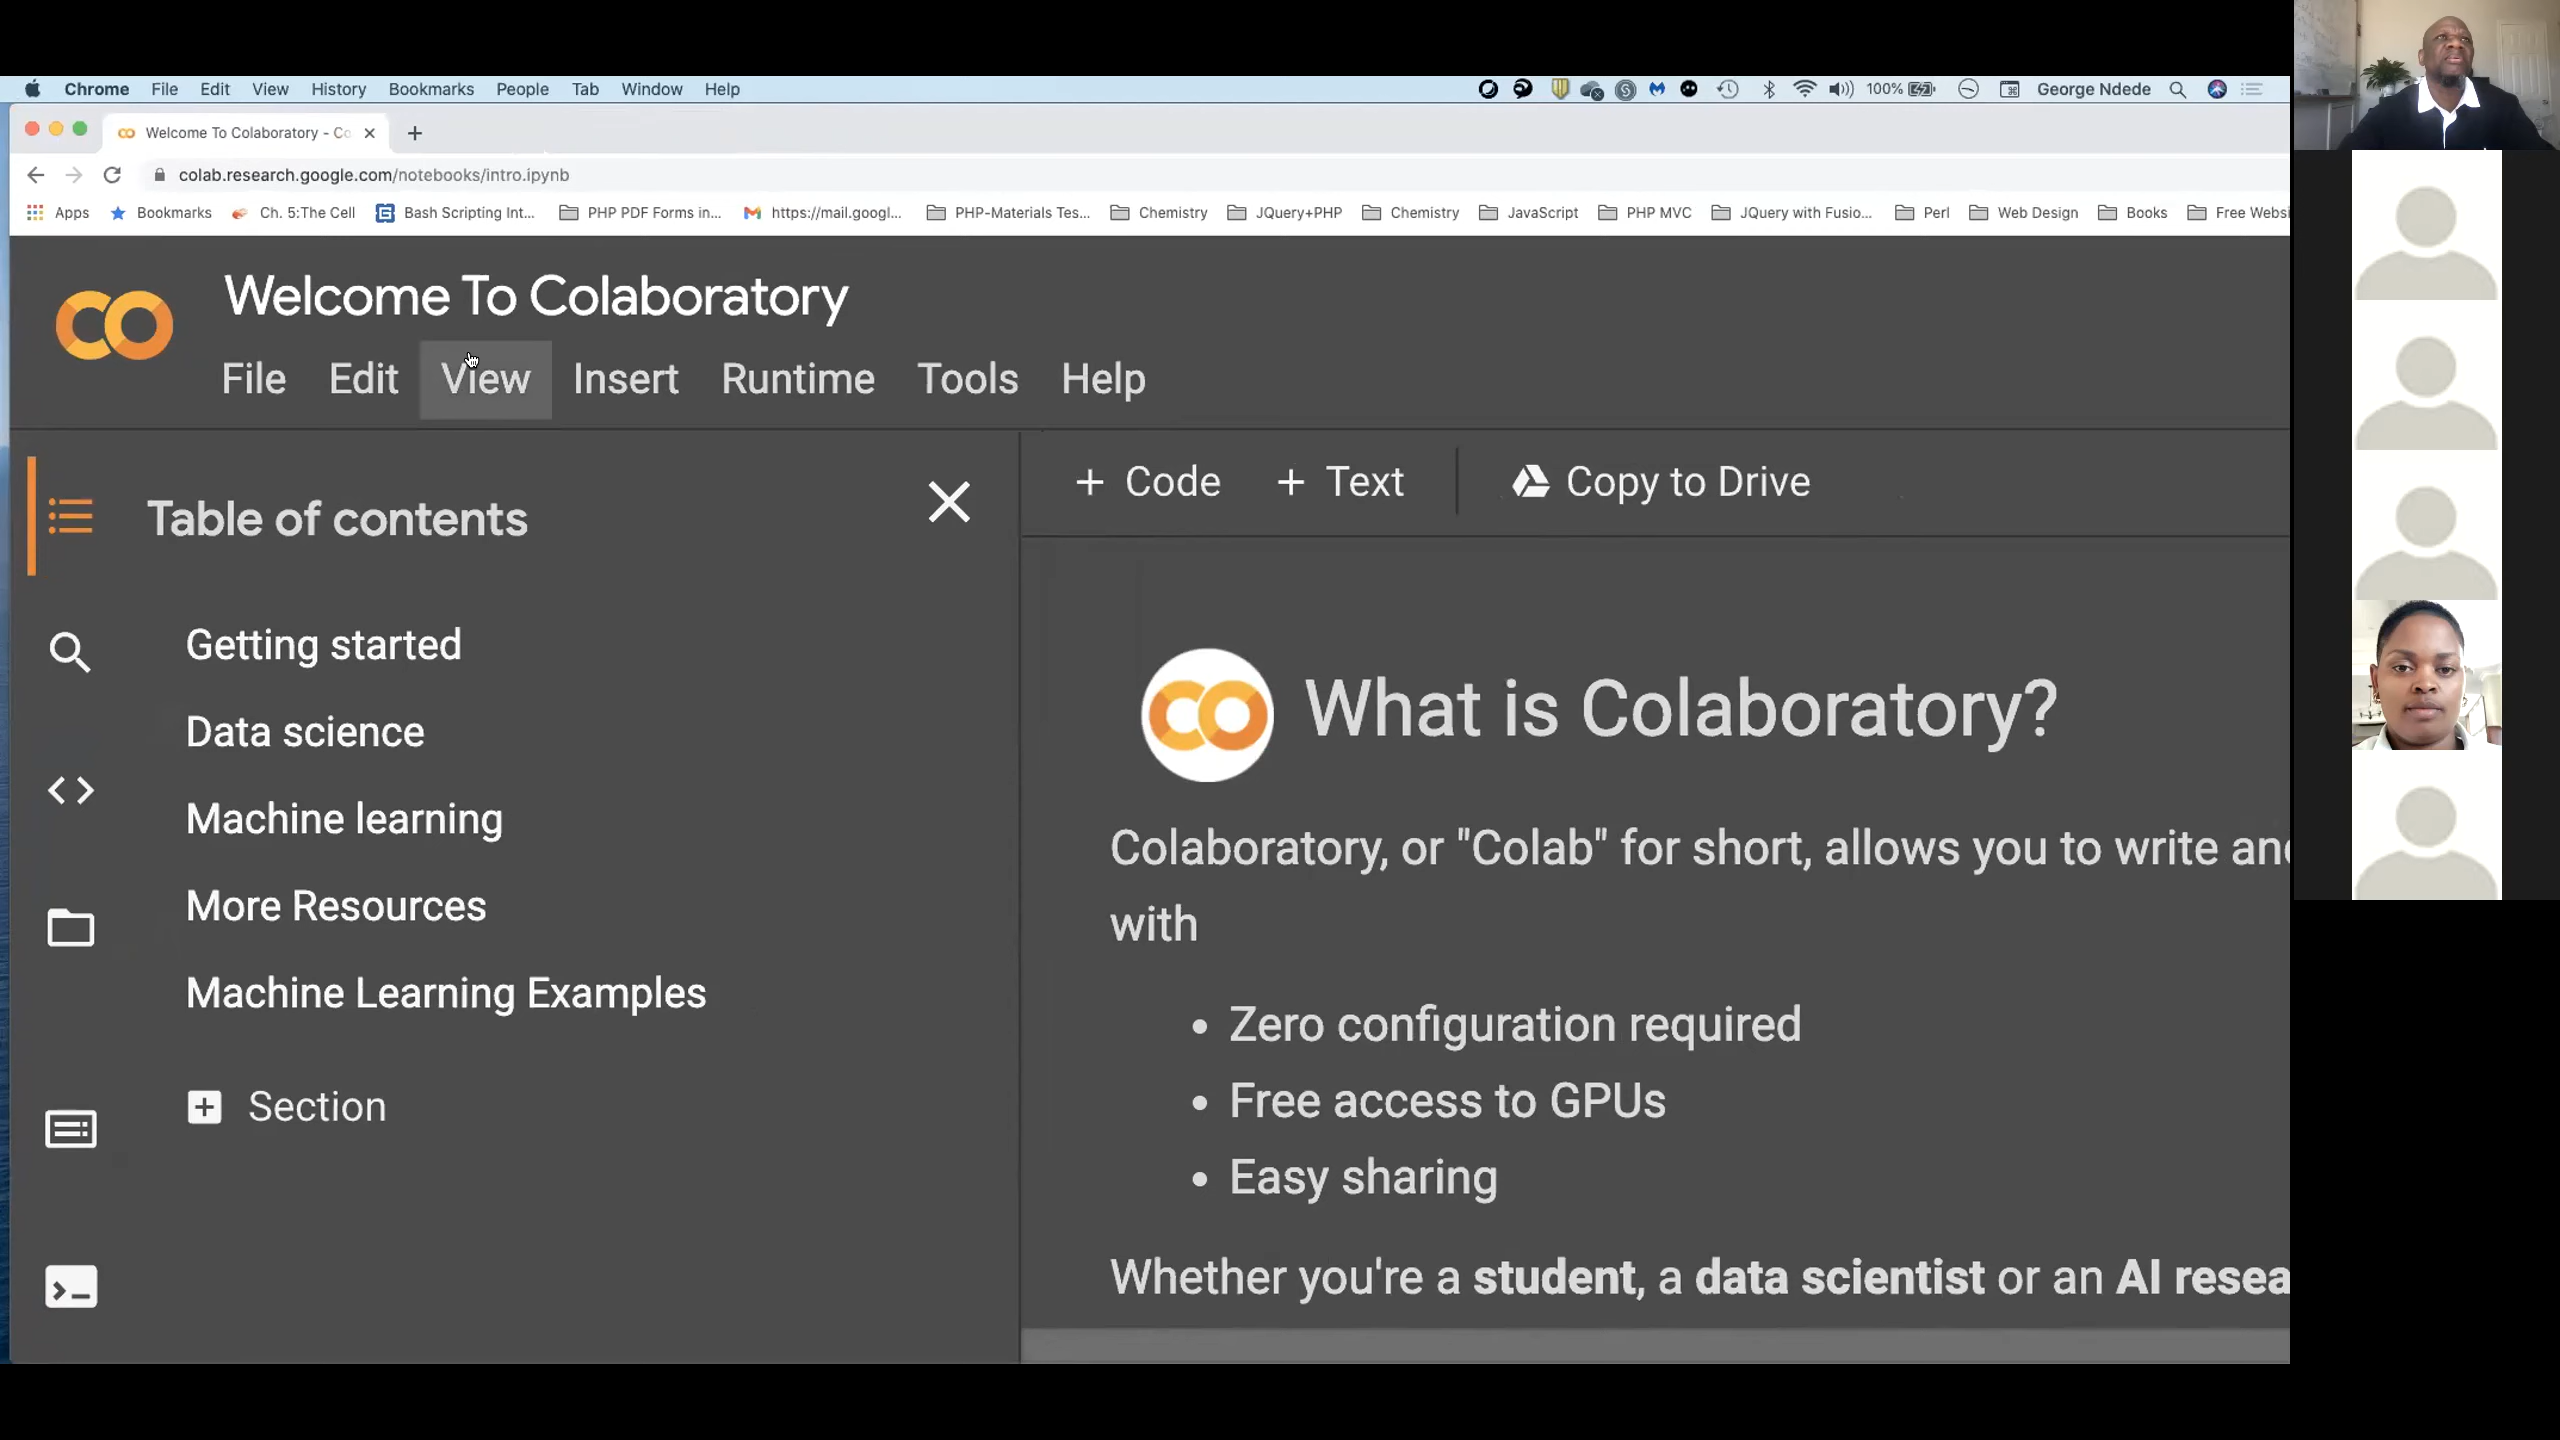 Chrome File Edit View History Bookmarks People Tab Window Help 100% George Ndede
Welcome To Colaboratory - Co
colab.research.google.com/notebooks/intro.ipynb
Apps Bookmarks Ch. 5:The Cell Bash Scripting Int... PHP PDF Forms in... https://mail.googl... PHP-Materials Tes... Chemistry JQuery+PHP Chemistry JavaScript PHP MVC JQuery with Fusio... Perl Web Design Books Free Websi
CO Welcome To Colaboratory
File Edit View Insert Runtime Tools Help
Table of contents
Getting started
Data science
Machine learning
More Resources
Machine Learning Examples
+ Section
+ Code + Text Copy to Drive
CO What is Colaboratory?
Colaboratory, or "Colab" for short, allows you to write and
with
• Zero configuration required
• Free access to GPUs
• Easy sharing
Whether you're a student, a data scientist or an AI resea